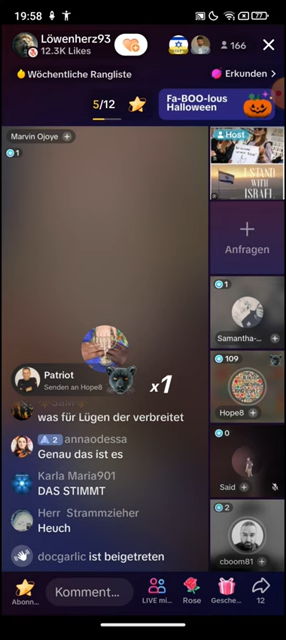 19:58
77
Löwenherz93
12.3K Likes
166
Wöchentliche Rangliste
Erkunden
5/12
Fa-BOO-lous
Halloween
Marvin Ojoye
1
Host
I STAND
WITH
ISRAEL
Anfragen
1
Samantha-...
Patriot
Senden an Hope8
x1
109
Hope8
was für Lügen der verbreitet
2 annaodessa
Genau das ist es
0
Said
Karla Maria901
DAS STIMMT
Herr Strammzieher
Heuch
2
cboom81
docgarlic ist beigetreten
Abonn...
Komment...
LIVE mi...
Rose
Gesche...
12